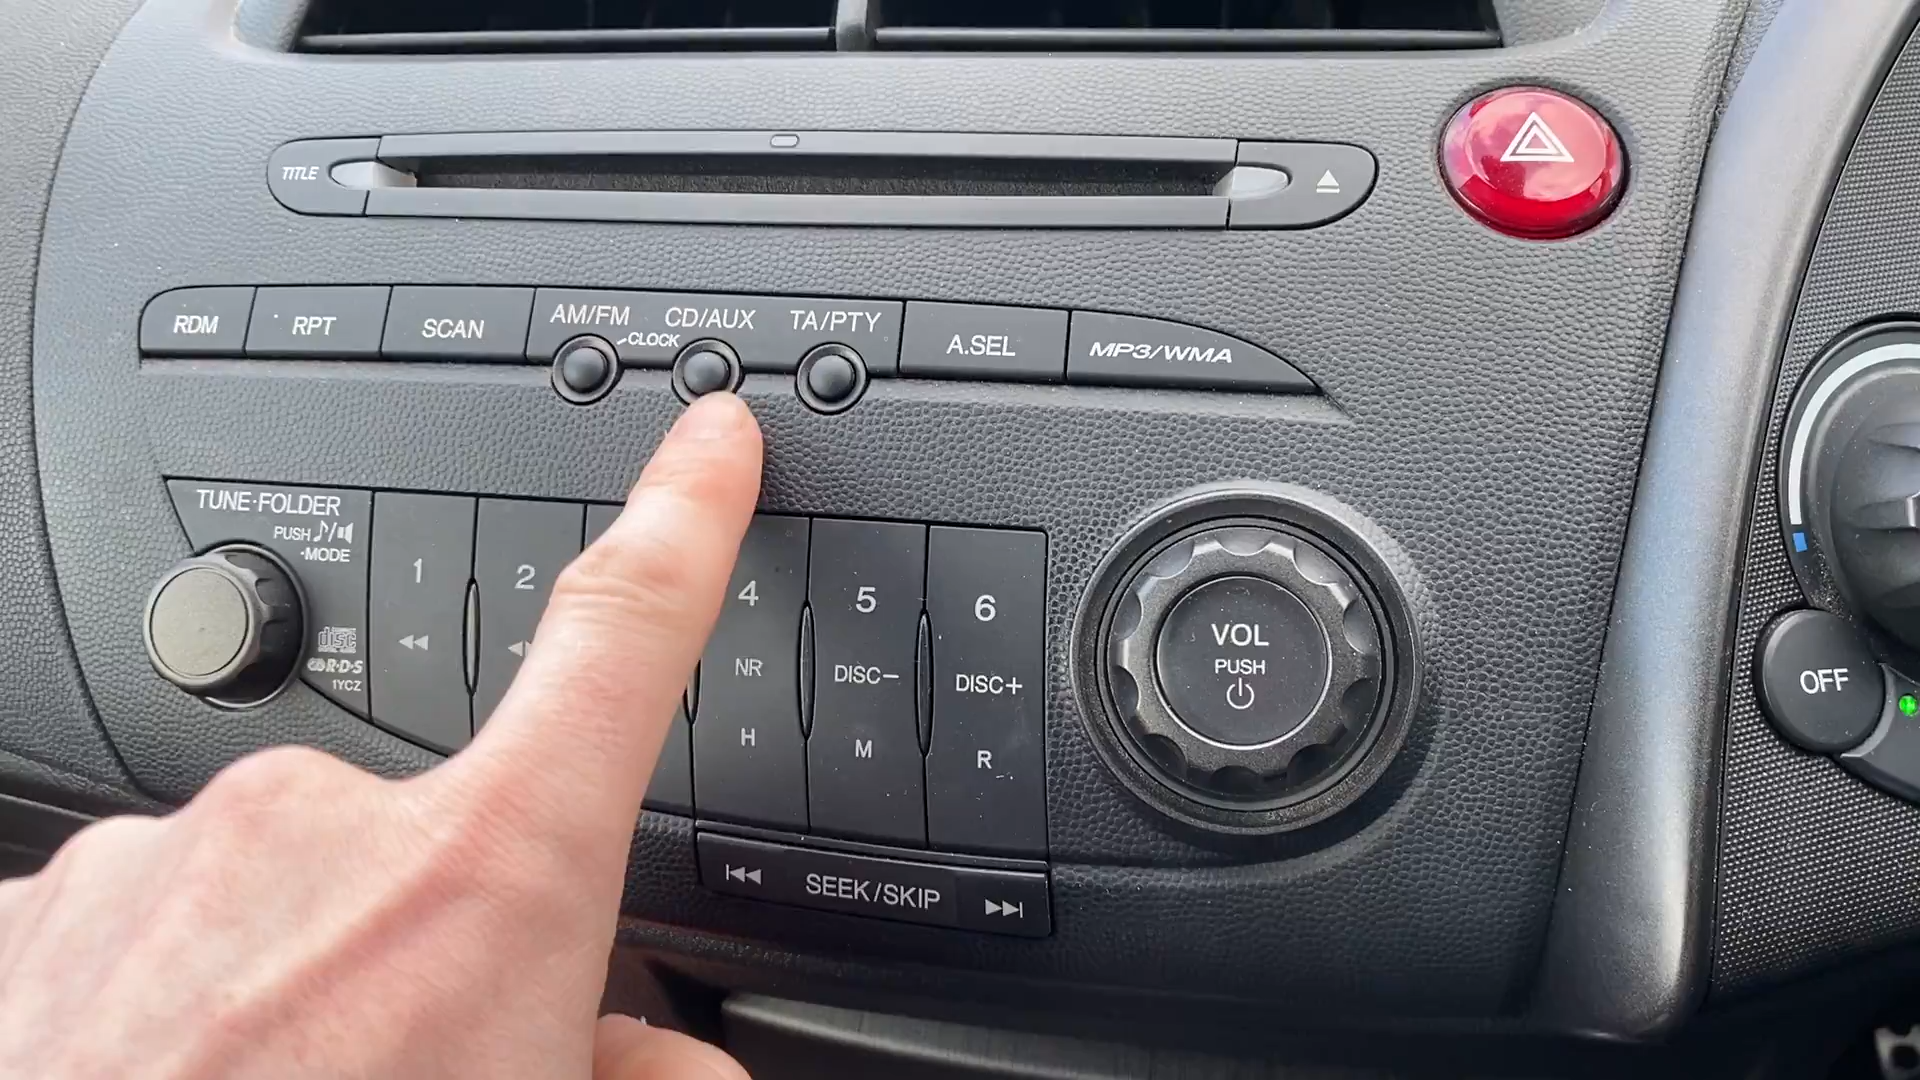 TITLE
RDM
RPT
SCAN
AM/FM
CD/AUX
TA/PTY
CLOCK
A.SEL
MP3/WMA
TUNE·FOLDER
PUSH
·MODE
disc
R·D·S
1YCZ
1
2
4
NR
H
5
DISC−
M
6
DISC+
R
VOL
PUSH
SEEK/SKIP
OFF